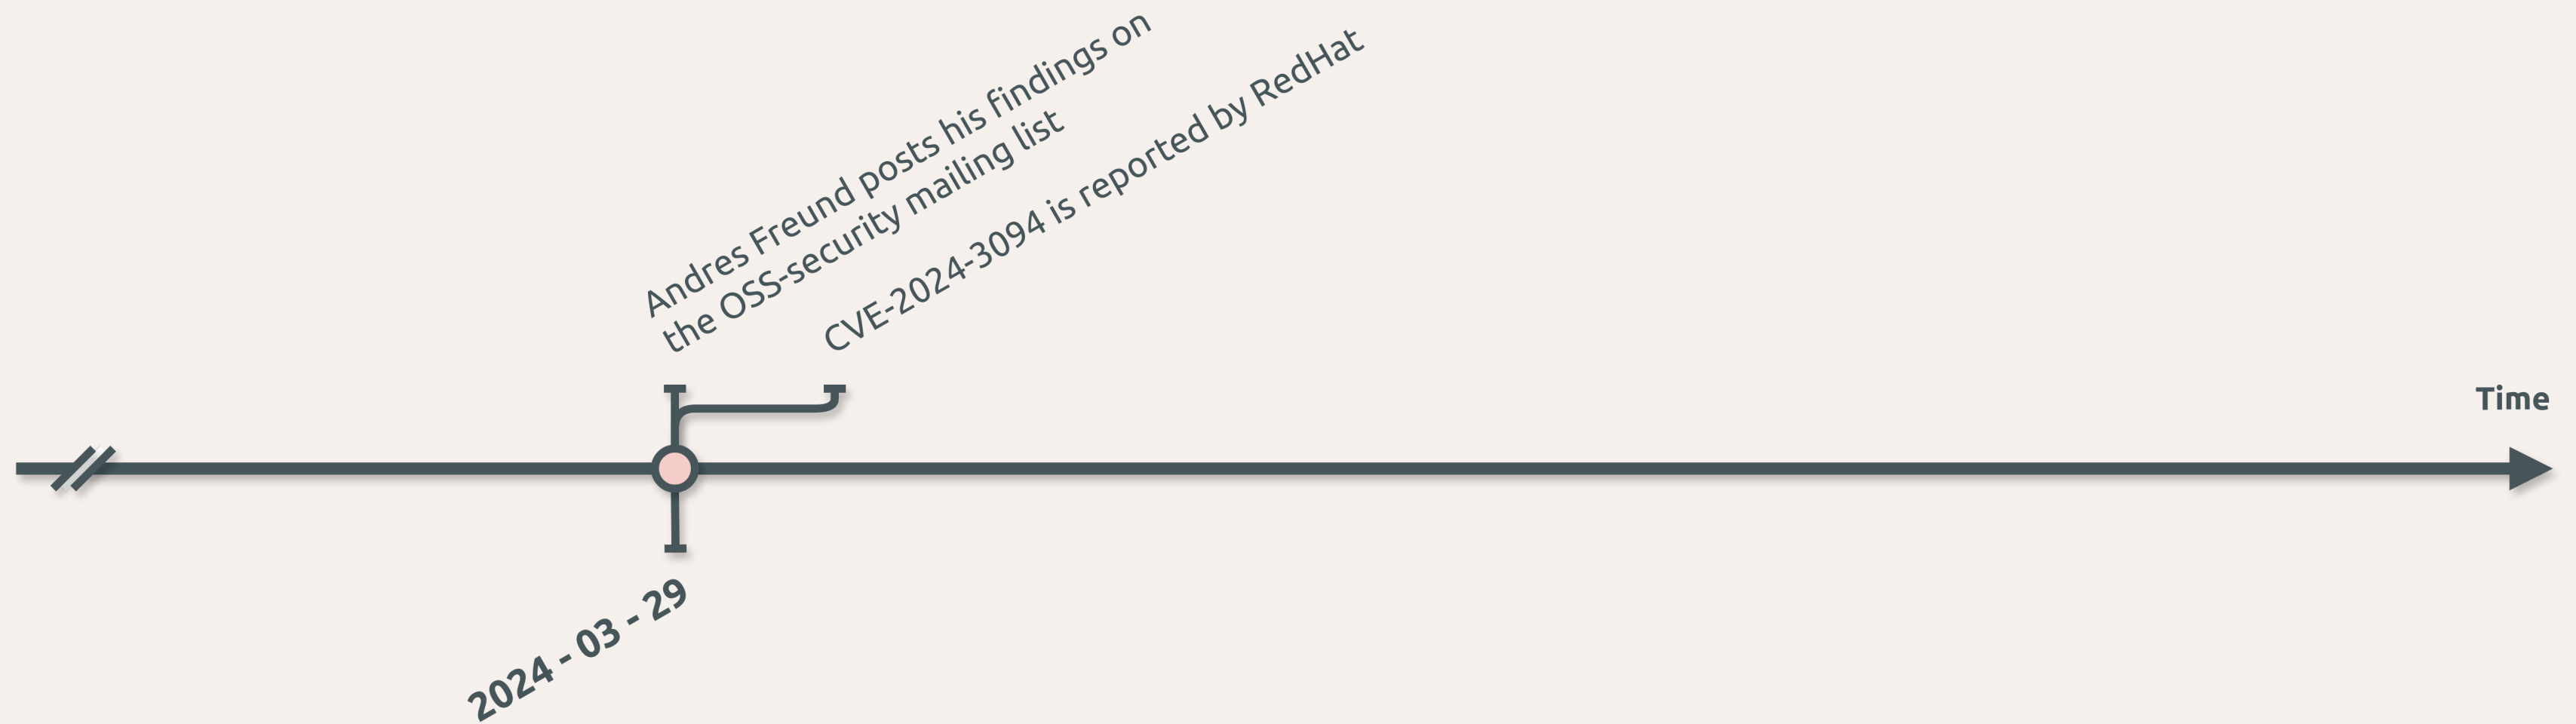 Andres Freund posts his findings on
the OSS-security mailing list
CVE-2024-3094 is reported by RedHat
Time
2024 - 03 - 29